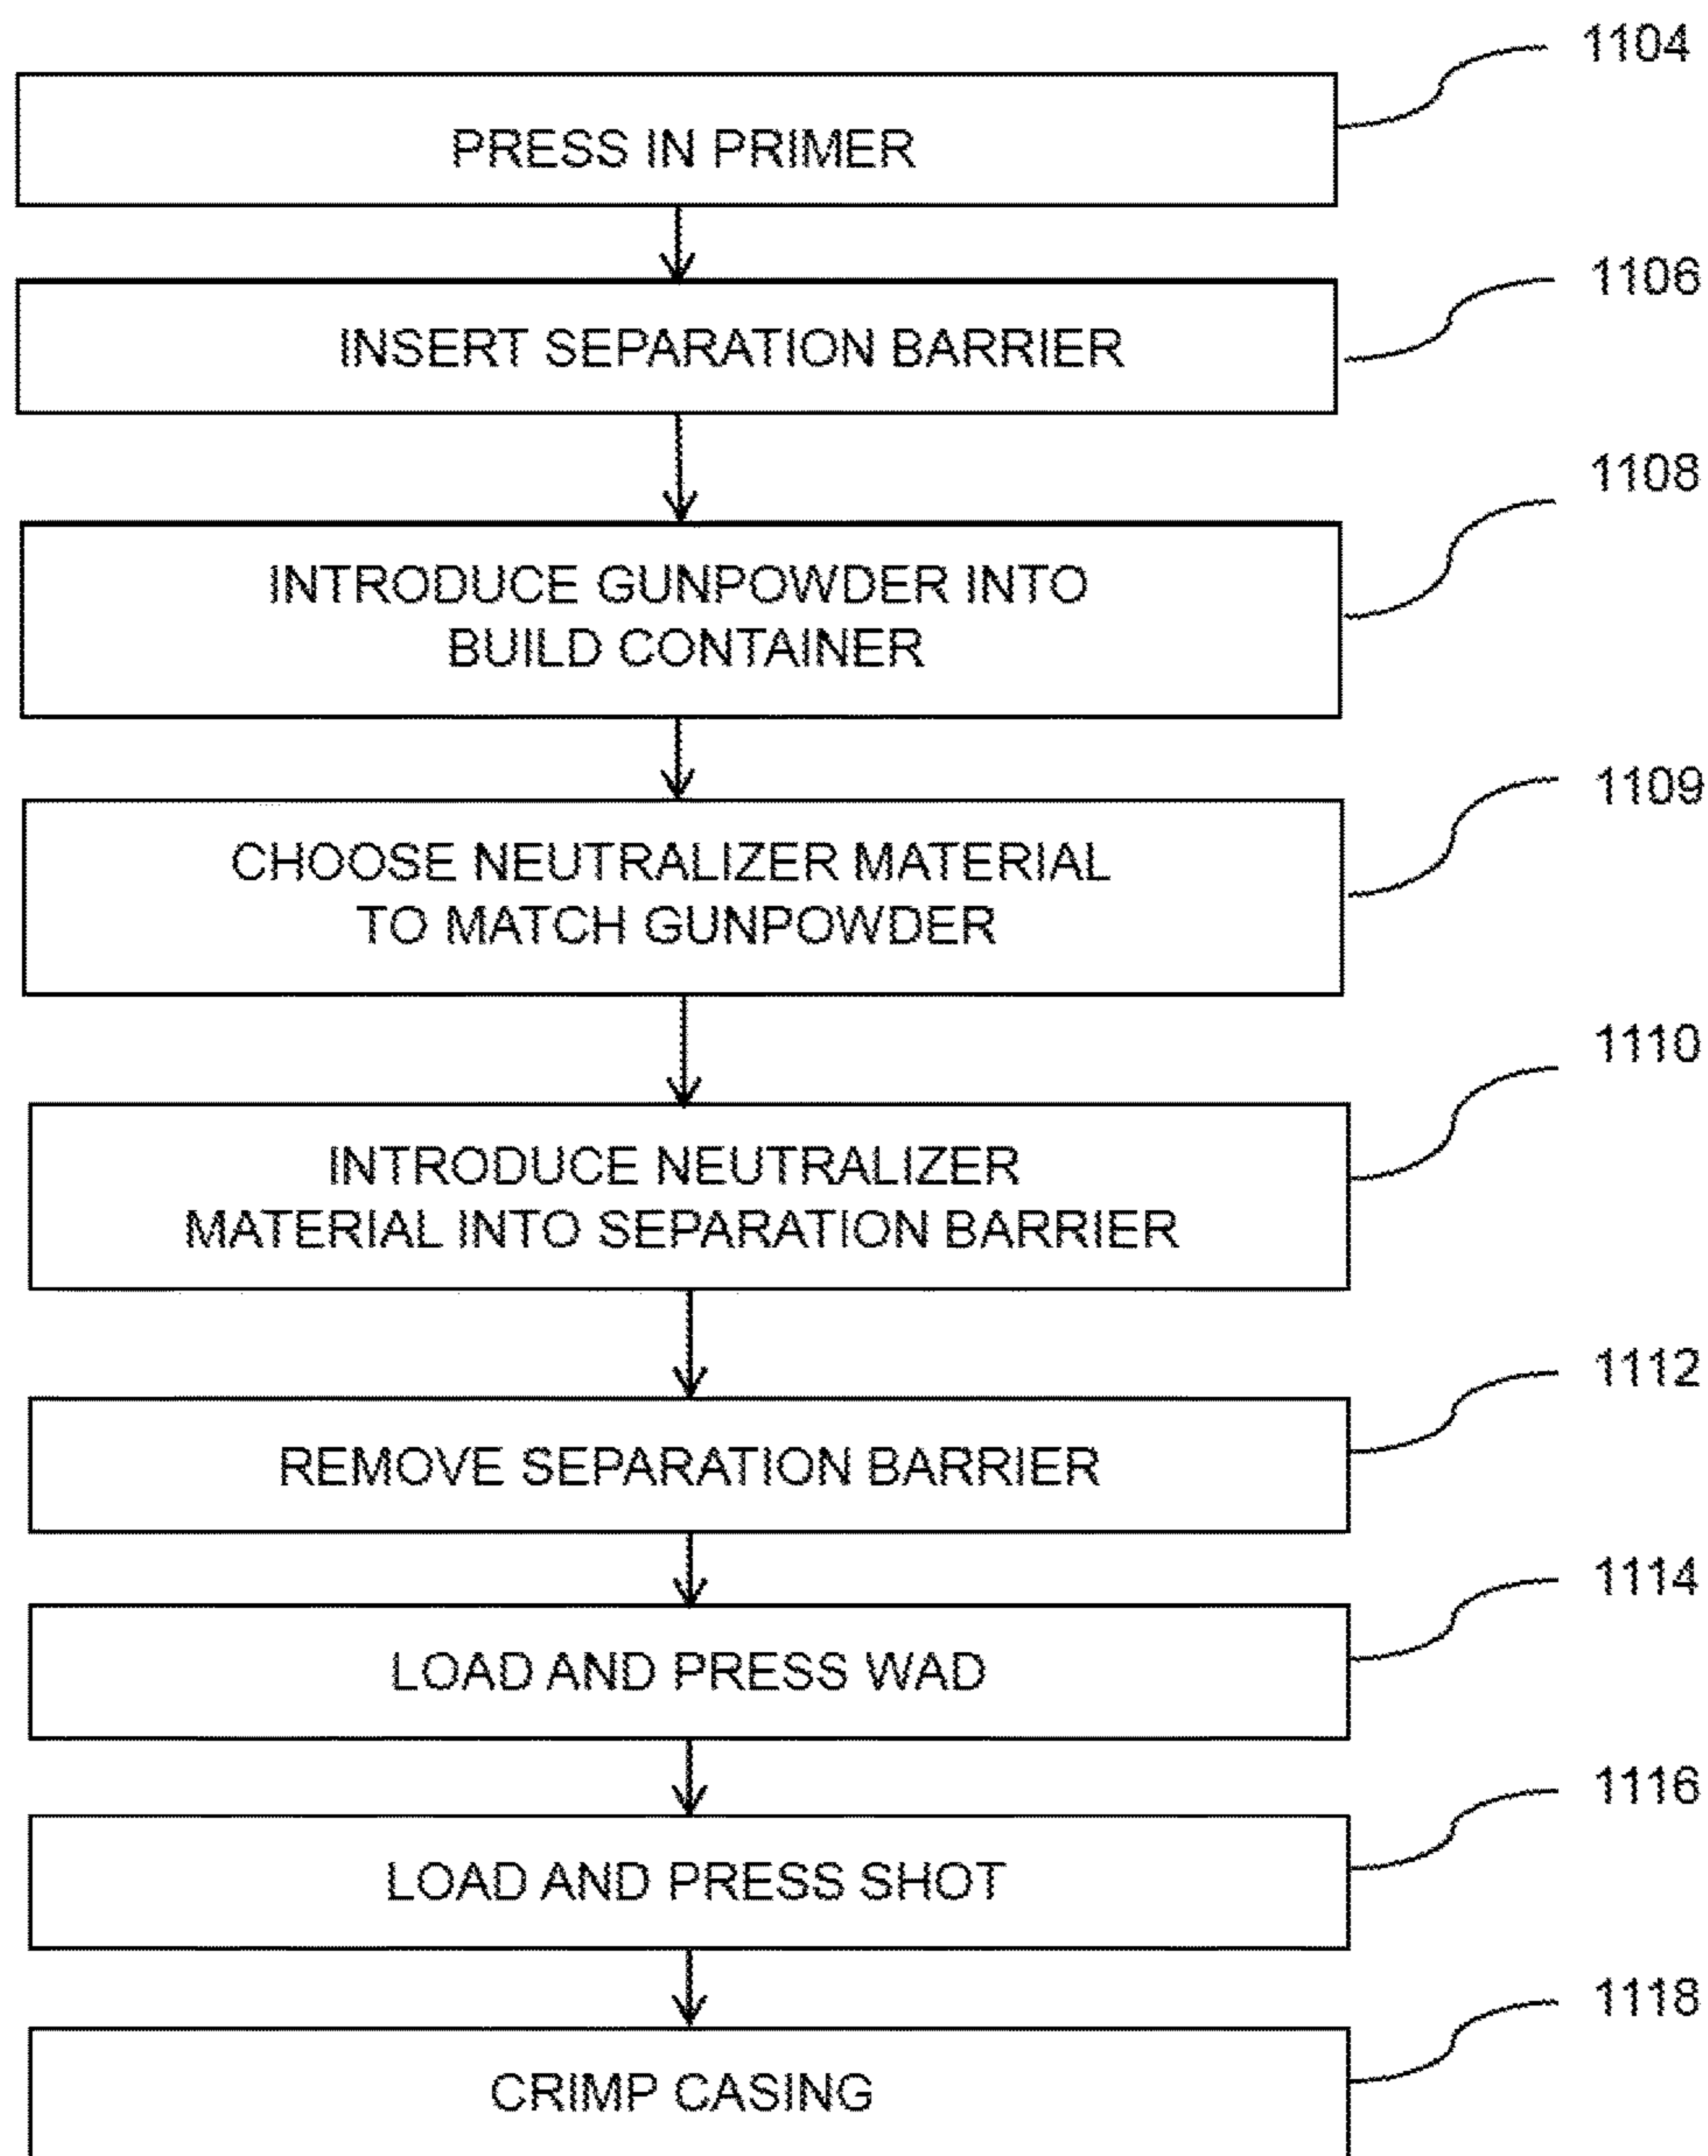 1104
PRESS IN PRIMER
1106
INSERT SEPARATION BARRIER
1108
INTRODUCE GUNPOWDER INTO
BUILD CONTAINER
1109
CHOOSE NEUTRALIZER MATERIAL
TO MATCH GUNPOWDER
1110
INTRODUCE NEUTRALIZER
MATERIAL INTO SEPARATION BARRIER
1112
REMOVE SEPARATION BARRIER
1114
LOAD AND PRESS WAD
1116
LOAD AND PRESS SHOT
1118
CRIMP CASING